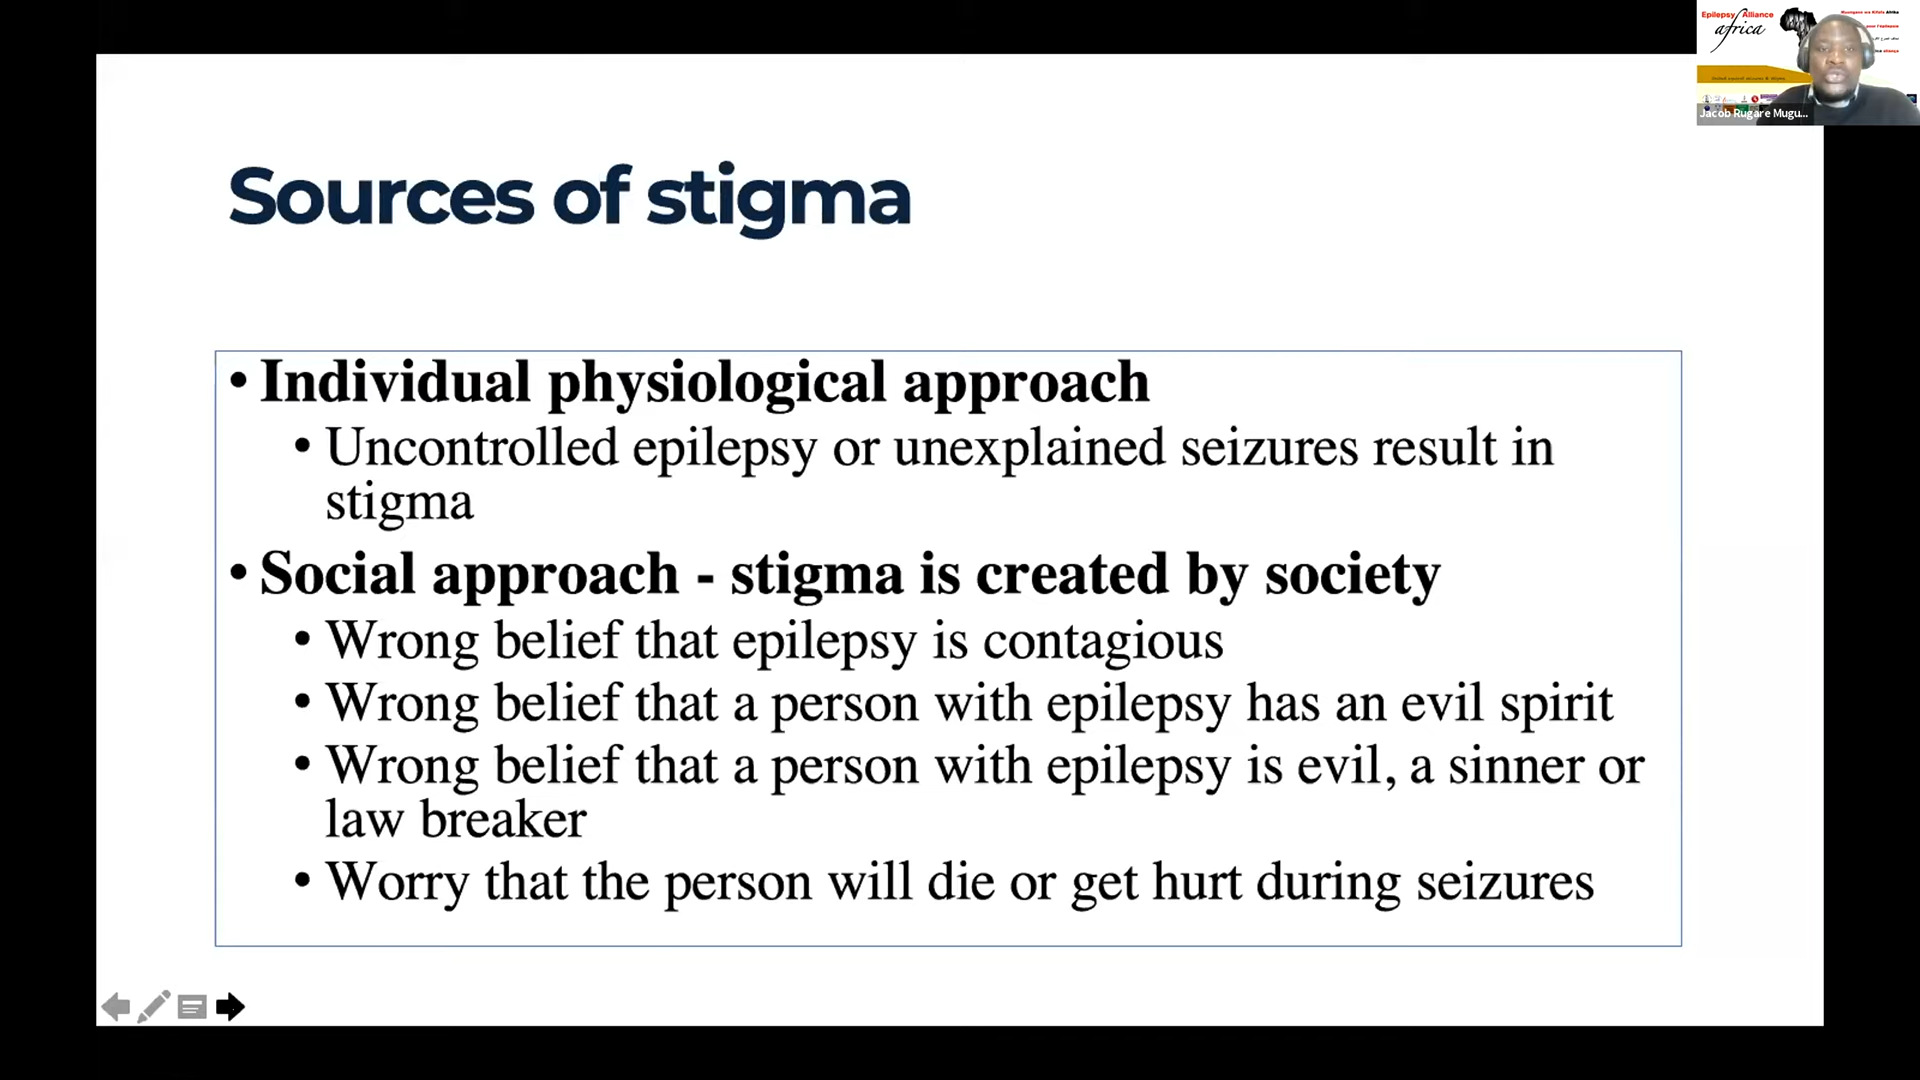 Sources of stigma
• Individual physiological approach
• Uncontrolled epilepsy or unexplained seizures result in
stigma
• Social approach - stigma is created by society
• Wrong belief that epilepsy is contagious
• Wrong belief that a person with epilepsy has an evil spirit
• Wrong belief that a person with epilepsy is evil, a sinner or
law breaker
• Worry that the person will die or get hurt during seizures
Epilepsy Alliance
africa
Jacob Rugare Mugu...